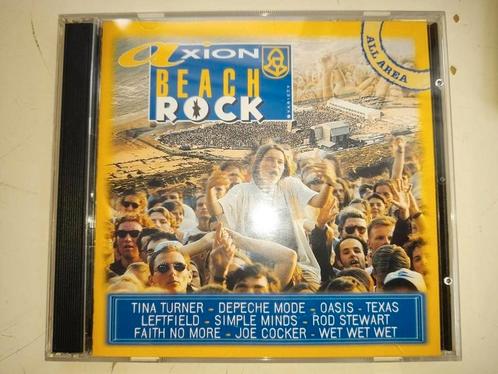 axion
BEACH
ROCK
VARIETY
ALL AREA
TINA TURNER - DEPECHE MODE - OASIS - TEXAS
LEFTFIELD - SIMPLE MINDS - ROD STEWART
FAITH NO MORE - JOE COCKER - WET WET WET